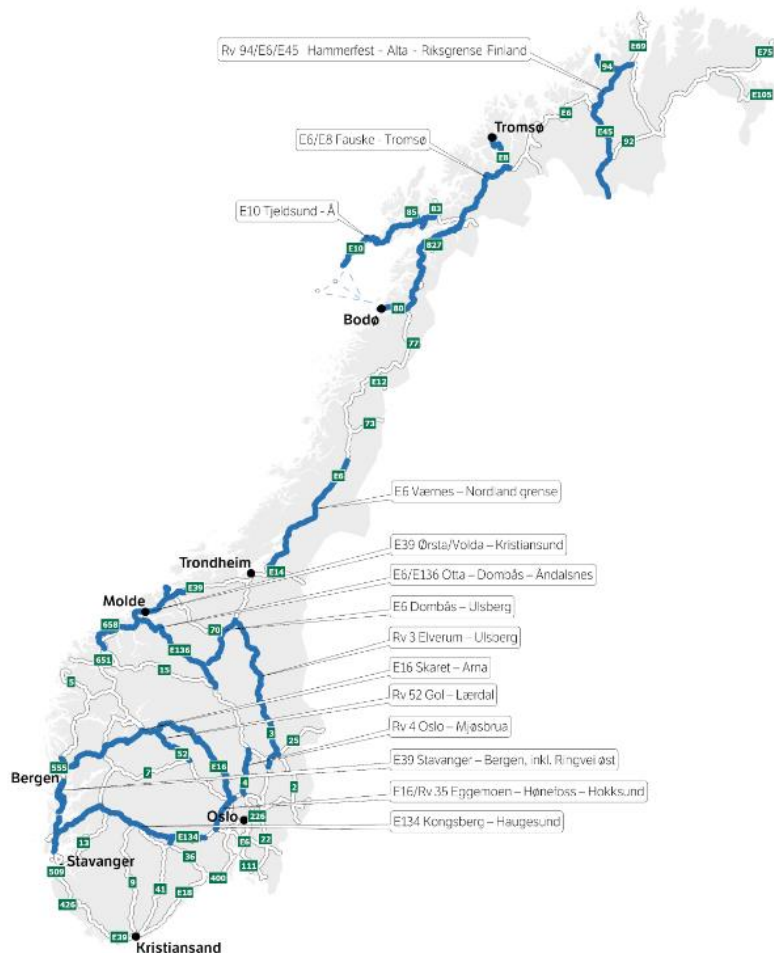 Rv 94/E6/E45 Hammerfest - Alta - Riksgrense Finland
E69
E75
94
E105
E6
Tromsø
E45
92
E6/E8 Fauske - Tromsø
E8
E10 Tjeldsund - Å
85
83
E10
827
80
Bodø
77
E12
73
E6
E6 Værnes – Nordland grense
E39 Ørsta/Volda – Kristiansund
Trondheim
E14
E6/E136 Otta – Dombås – Åndalsnes
E39
Molde
E6 Dombås – Ulsberg
658
70
Rv 3 Elverum – Ulsberg
E136
651
15
E16 Skaret – Arna
5
Rv 52 Gol – Lærdal
Rv 4 Oslo – Mjøsbrua
3
25
52
E39 Stavanger – Bergen, inkl. Ringvei øst
555
E16
7
Bergen
4
2
E16/Rv 35 Eggemoen – Hønefoss – Hokksund
Oslo
226
E134 Kongsberg – Haugesund
E134
E6
22
13
36
Stavanger
111
509
400
9
41
E18
426
E39
Kristiansand